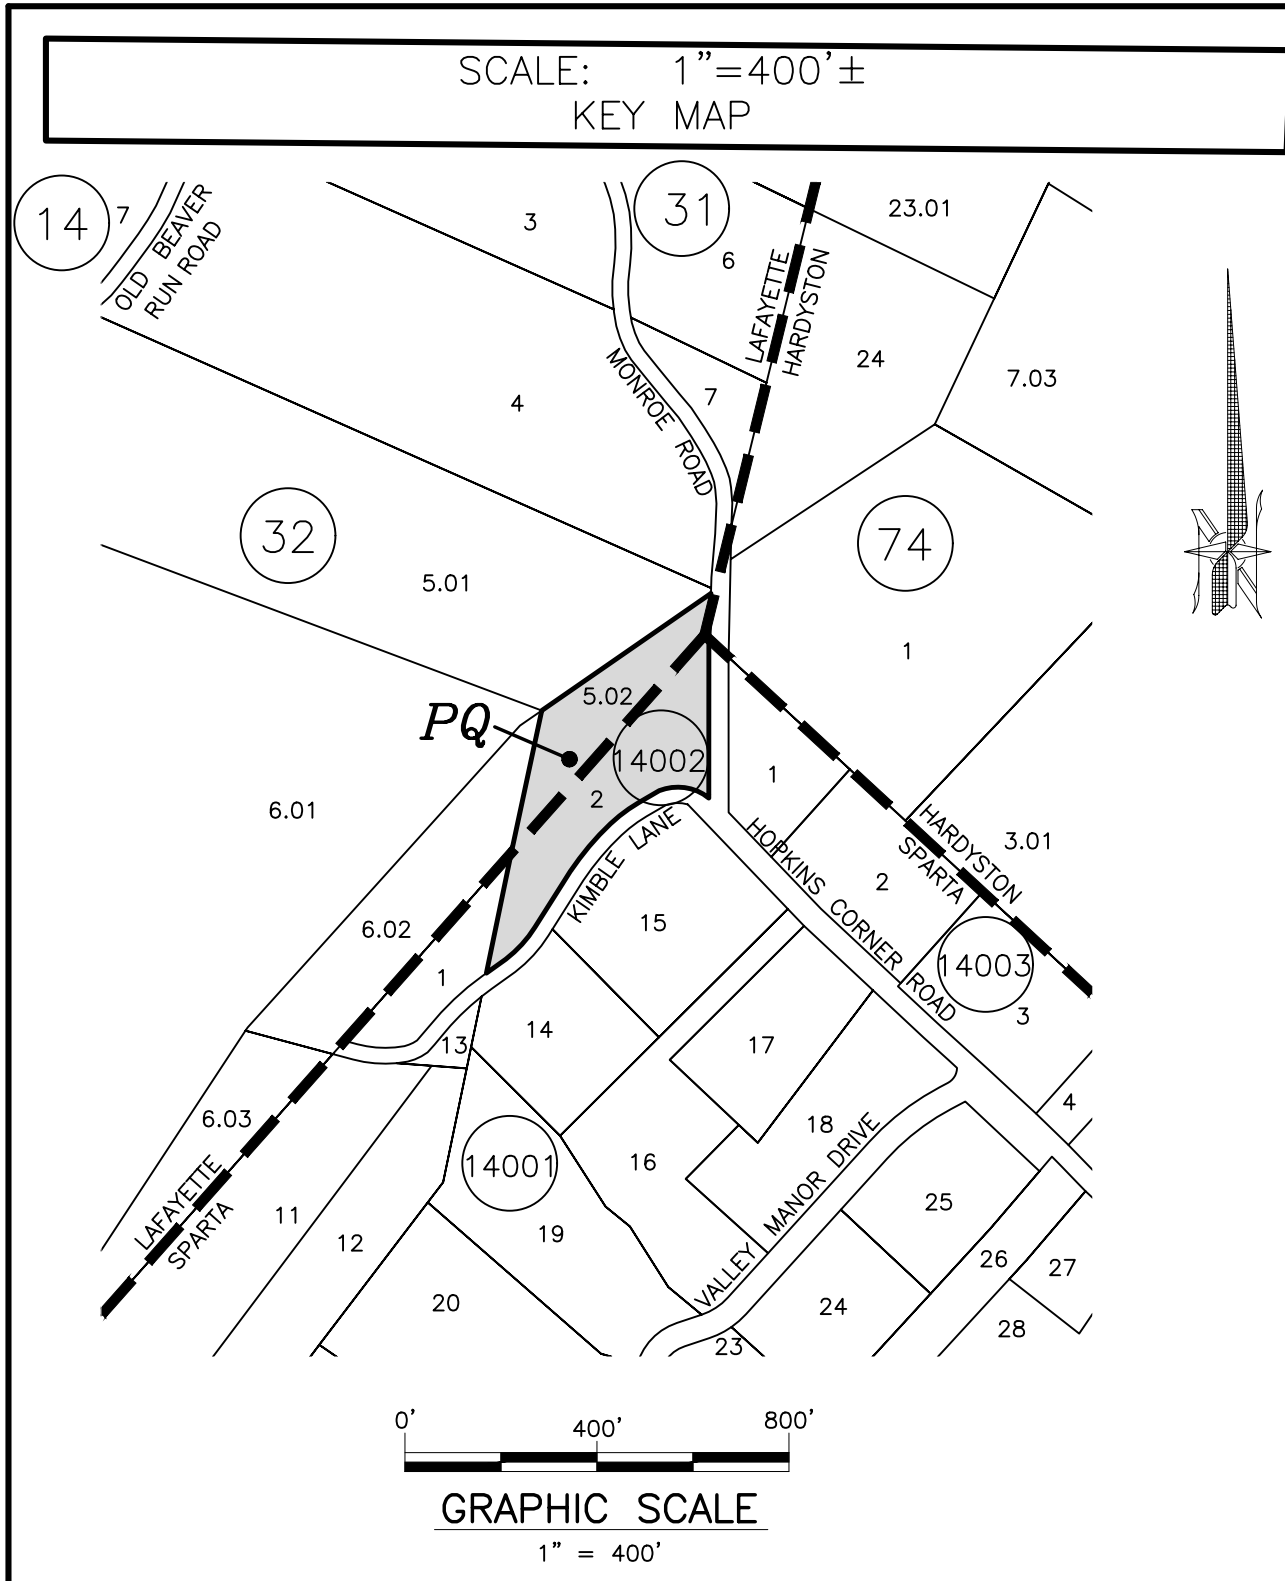 SCALE: 1"=400'±
KEY MAP
14
7
OLD BEAVER
RUN ROAD
3
31
6
23.01
LAFAYETTE
HARDYSTON
24
7.03
MONROE ROAD
7
4
32
5.01
74
1
5.02
PQ
14002
2
1
6.01
KIMBLE LANE
HOPKINS CORNER ROAD
HARDYSTON
SPARTA
3.01
2
15
6.02
1
14003
3
14
13
17
4
6.03
18
14001
16
VALLEY MANOR DRIVE
25
LAFAYETTE
SPARTA
11
12
19
26
27
20
24
28
23
0'
400'
800'
GRAPHIC SCALE
1" = 400'